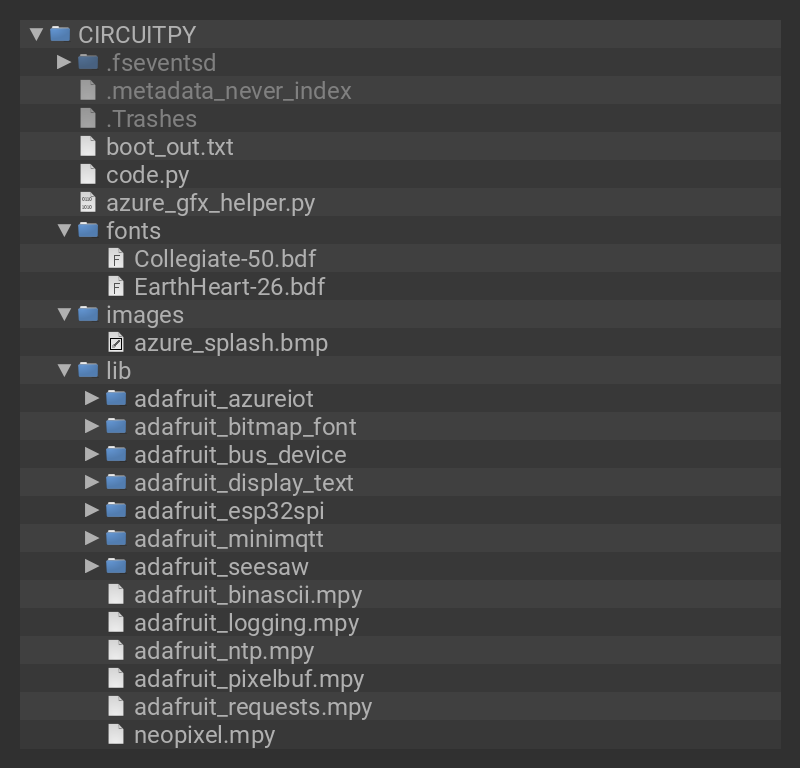 CIRCUITPY
.fseventsd
.metadata_never_index
.Trashes
boot_out.txt
code.py
azure_gfx_helper.py
fonts
Collegiate-50.bdf
EarthHeart-26.bdf
images
azure_splash.bmp
lib
adafruit_azureiot
adafruit_bitmap_font
adafruit_bus_device
adafruit_display_text
adafruit_esp32spi
adafruit_minimqtt
adafruit_seesaw
adafruit_binascii.mpy
adafruit_logging.mpy
adafruit_ntp.mpy
adafruit_pixelbuf.mpy
adafruit_requests.mpy
neopixel.mpy